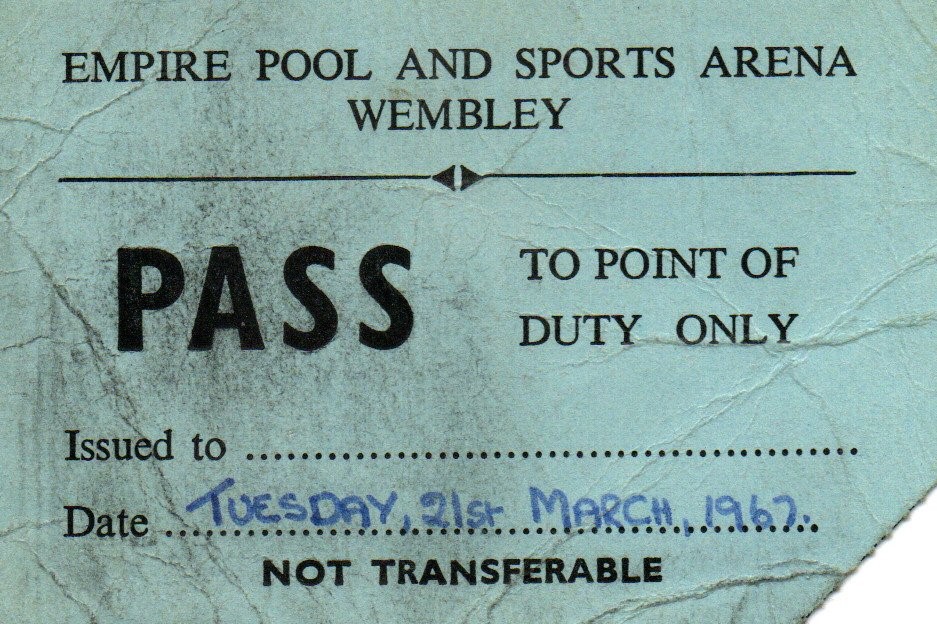 EMPIRE POOL AND SPORTS ARENA
WEMBLEY
PASS
TO POINT OF
DUTY ONLY
Issued to ..........................................................
Date TUESDAY, 21st MARCH, 1967.
NOT TRANSFERABLE